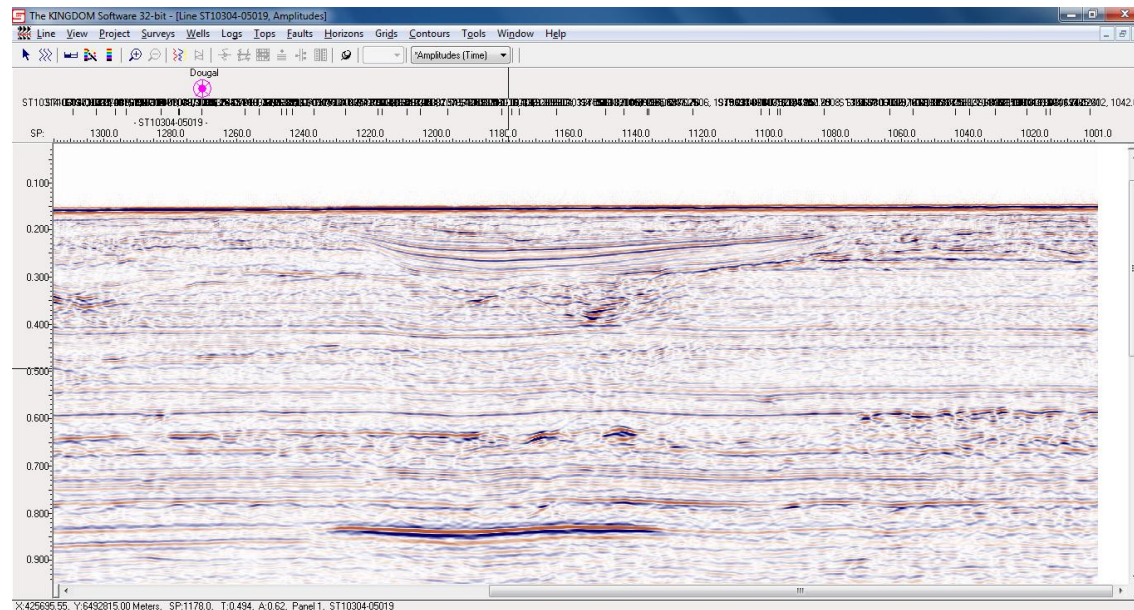 The KINGDOM Software 32-bit - [Line ST10304-05019, Amplitudes]
Line View Project Surveys Wells Logs Tops Faults Horizons Grids Contours Tools Window Help
*Amplitudes (Time)
Dougal
- ST10304-05019 -
SP: 1300.0 1280.0 1260.0 1240.0 1220.0 1200.0 1180.0 1160.0 1140.0 1120.0 1100.0 1080.0 1060.0 1040.0 1020.0 1001.0
0.100
0.200
0.300
0.400
0.500
0.600
0.700
0.800
0.900
X:425695.55, Y:6492815.00 Meters, SP:1178.0, T:0.494, A:0.62, Panel 1, ST10304-05019